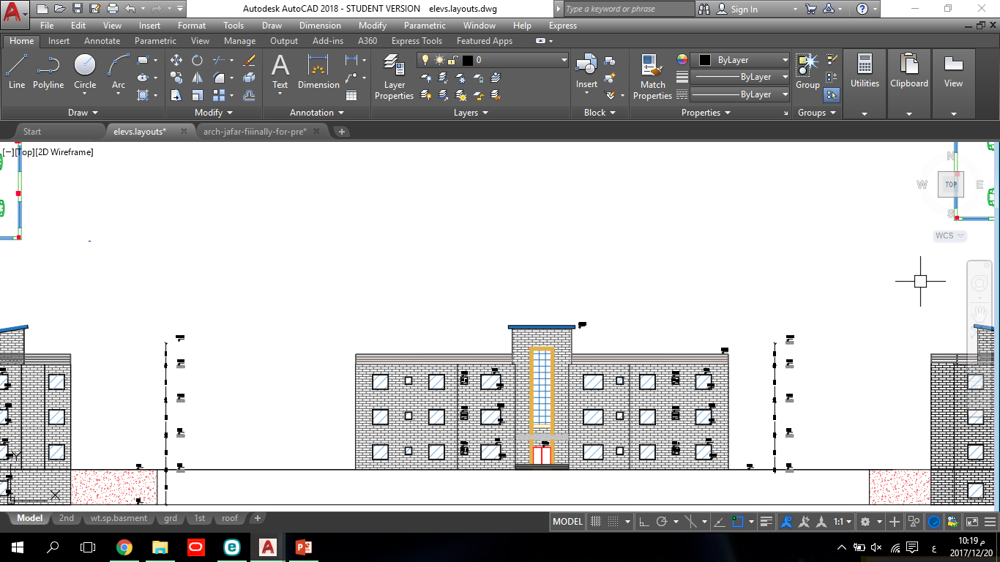 Autodesk AutoCAD 2018 - STUDENT VERSION elevs.layouts.dwg
Type a keyword or phrase
Sign In
File Edit View Insert Format Tools Draw Dimension Modify Parametric Window Help Express
Home Insert Annotate Parametric View Manage Output Add-ins A360 Express Tools Featured Apps
0
ByLayer
ByLayer
ByLayer
Line Polyline Circle Arc
Text Dimension
Layer Properties
Insert
Match Properties
Group
Utilities
Clipboard
View
Draw Modify Annotation Layers Block Properties Groups
Start elevs.layouts* arch-jafar-fiiinally-for-pre*
[−][Top][2D Wireframe]
N
W TOP E
S
WCS
Model 2nd wt.sp.basment grd 1st roof
MODEL 1:1
ع
10:19 م
2017/12/20